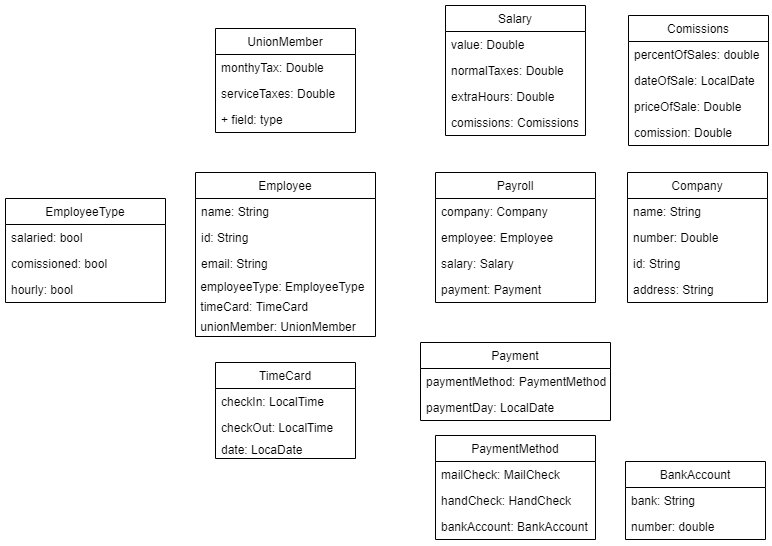 UnionMember
monthyTax: Double
serviceTaxes: Double
+ field: type
Salary
value: Double
normalTaxes: Double
extraHours: Double
comissions: Comissions
Comissions
percentOfSales: double
dateOfSale: LocalDate
priceOfSale: Double
comission: Double
EmployeeType
salaried: bool
comissioned: bool
hourly: bool
Employee
name: String
id: String
email: String
employeeType: EmployeeType
timeCard: TimeCard
unionMember: UnionMember
Payroll
company: Company
employee: Employee
salary: Salary
payment: Payment
Company
name: String
number: Double
id: String
address: String
TimeCard
checkIn: LocalTime
checkOut: LocalTime
date: LocaDate
Payment
paymentMethod: PaymentMethod
paymentDay: LocalDate
PaymentMethod
mailCheck: MailCheck
handCheck: HandCheck
bankAccount: BankAccount
BankAccount
bank: String
number: double